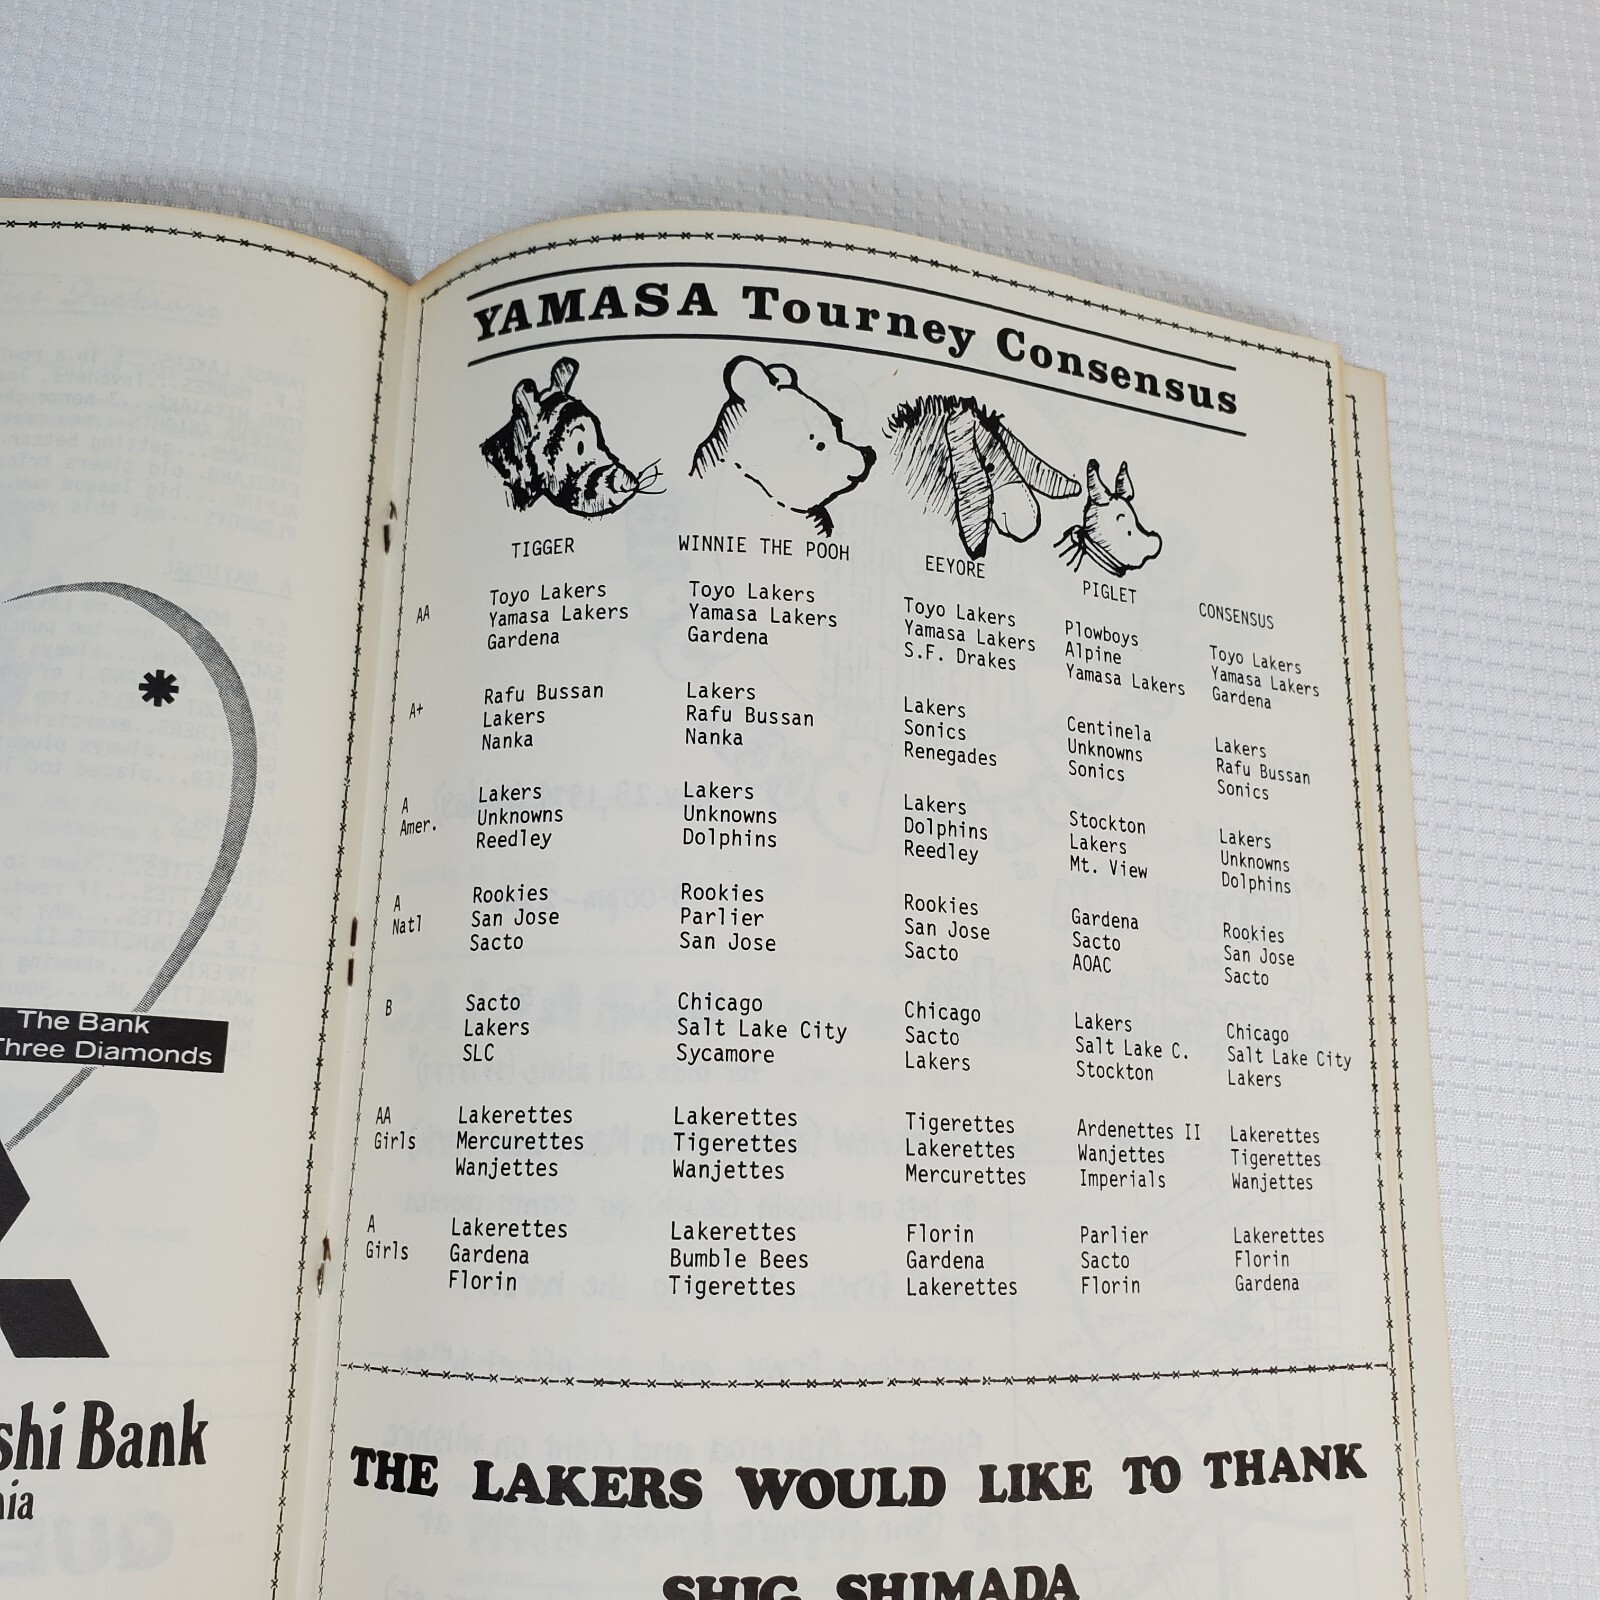 The Bank
Three Diamonds
shi Bank
nia
YAMASA Tourney Consensus
TIGGER
WINNIE THE POOH
EEYORE
PIGLET
CONSENSUS
AA
Toyo Lakers
Yamasa Lakers
Gardena
Toyo Lakers
Yamasa Lakers
Gardena
Toyo Lakers
Yamasa Lakers
S.F. Drakes
Plowboys
Alpine
Yamasa Lakers
Toyo Lakers
Yamasa Lakers
Gardena
A+
Rafu Bussan
Lakers
Nanka
Lakers
Rafu Bussan
Nanka
Lakers
Sonics
Renegades
Centinela
Unknowns
Sonics
Lakers
Rafu Bussan
Sonics
A
Amer.
Lakers
Unknowns
Reedley
Lakers
Unknowns
Dolphins
Lakers
Dolphins
Reedley
Stockton
Lakers
Mt. View
Lakers
Unknowns
Dolphins
A
Natl
Rookies
San Jose
Sacto
Rookies
Parlier
San Jose
Rookies
San Jose
Sacto
Gardena
Sacto
AOAC
Rookies
San Jose
Sacto
B
Sacto
Lakers
SLC
Chicago
Salt Lake City
Sycamore
Chicago
Sacto
Lakers
Lakers
Salt Lake C.
Stockton
Chicago
Salt Lake City
Lakers
AA
Girls
Lakerettes
Mercurettes
Wanjettes
Lakerettes
Tigerettes
Wanjettes
Tigerettes
Lakerettes
Mercurettes
Ardenettes II
Wanjettes
Imperials
Lakerettes
Tigerettes
Wanjettes
A
Girls
Lakerettes
Gardena
Florin
Lakerettes
Bumble Bees
Tigerettes
Florin
Gardena
Lakerettes
Parlier
Sacto
Florin
Lakerettes
Florin
Gardena
THE LAKERS WOULD LIKE TO THANK
SHIG SHIMADA